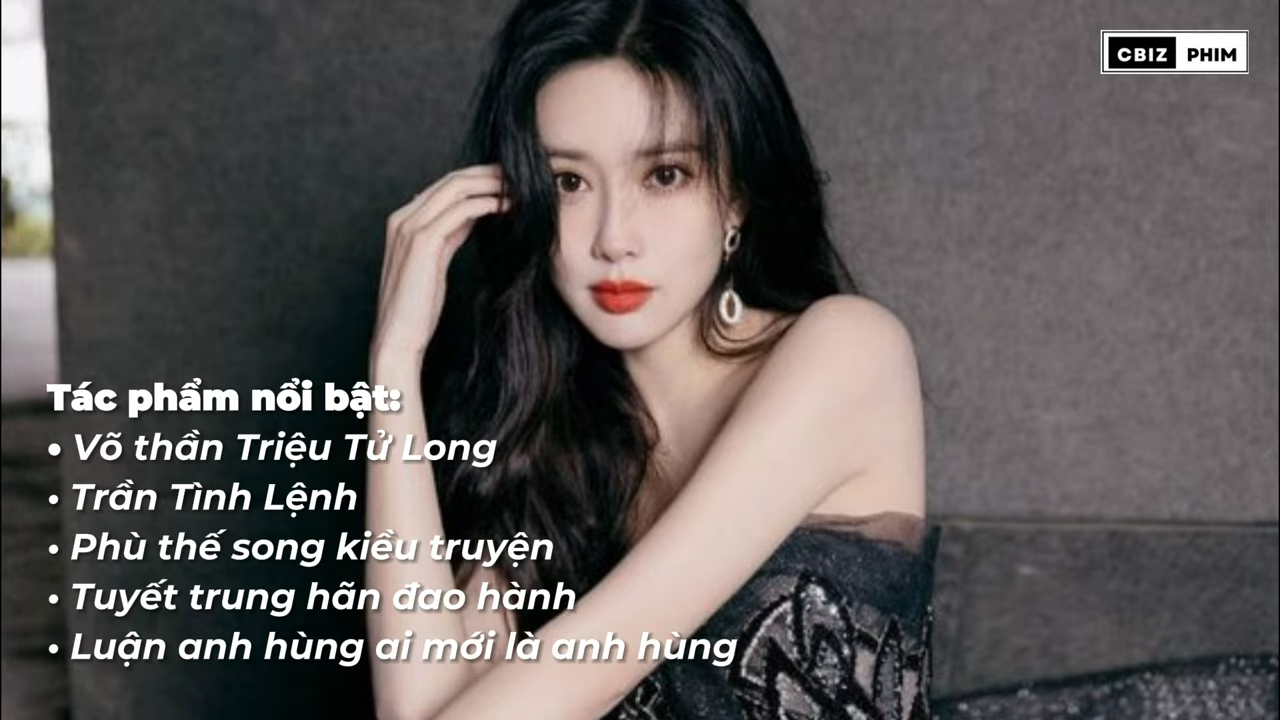 CBIZ PHIM
Tác phẩm nổi bật:
• Võ thần Triệu Tử Long
• Trần Tình Lệnh
• Phù thế song kiều truyện
• Tuyết trung hãn đao hành
• Luận anh hùng ai mới là anh hùng